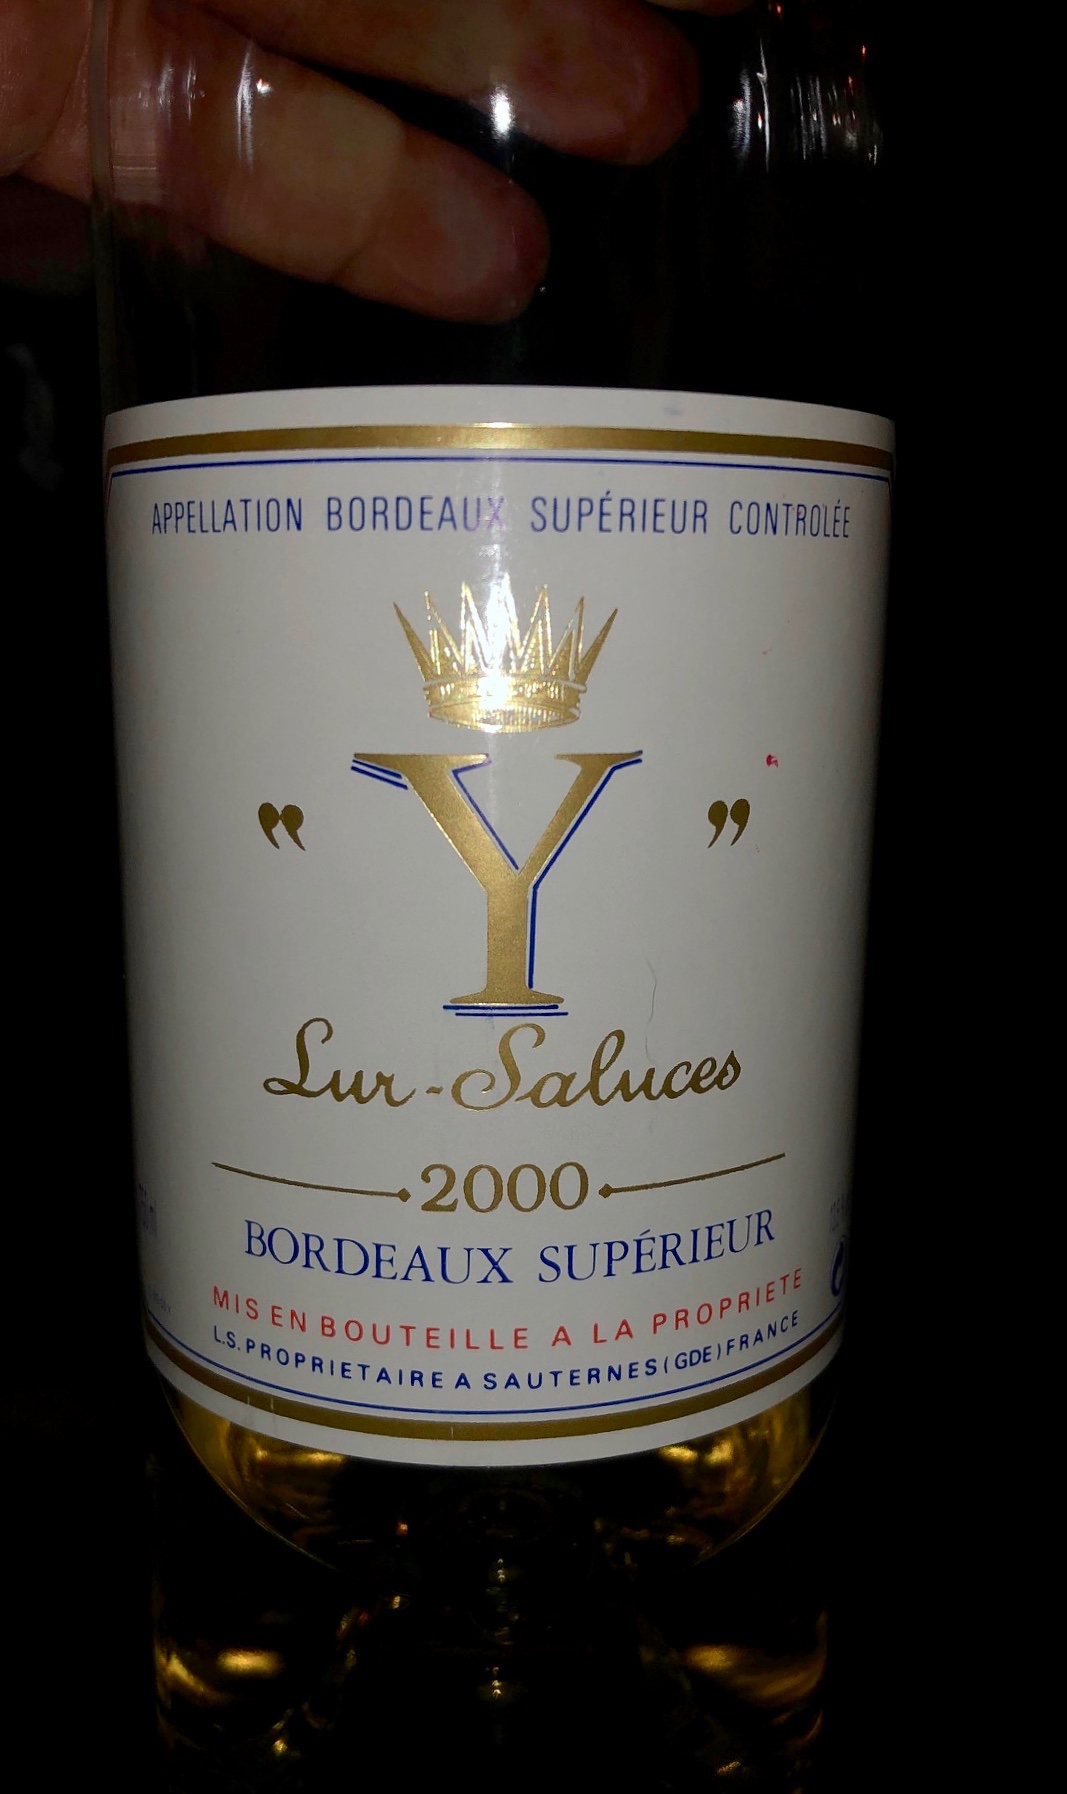 APPELLATION BORDEAUX SUPÉRIEUR CONTROLÉE
"Y"
Lur-Saluces
2000
BORDEAUX SUPÉRIEUR
MIS EN BOUTEILLE A LA PROPRIETE
L.S. PROPRIETAIRE A SAUTERNES (GDE) FRANCE